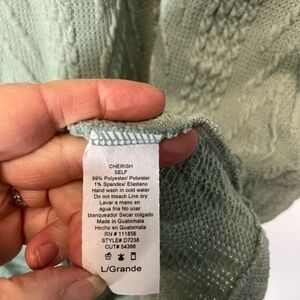 CHERISH
SELF
99% Polyester/ Poliester
1% Spandex/ Elastano
Hand wash in cold water
Do not bleach Line dry
Lavar a mano en
agua fria No usar
blanqueador Secar colgado
Made in Guatemala
Hecho en Guatemala
RN # 111856
STYLE# D7238
CUT# 54386
L/Grande